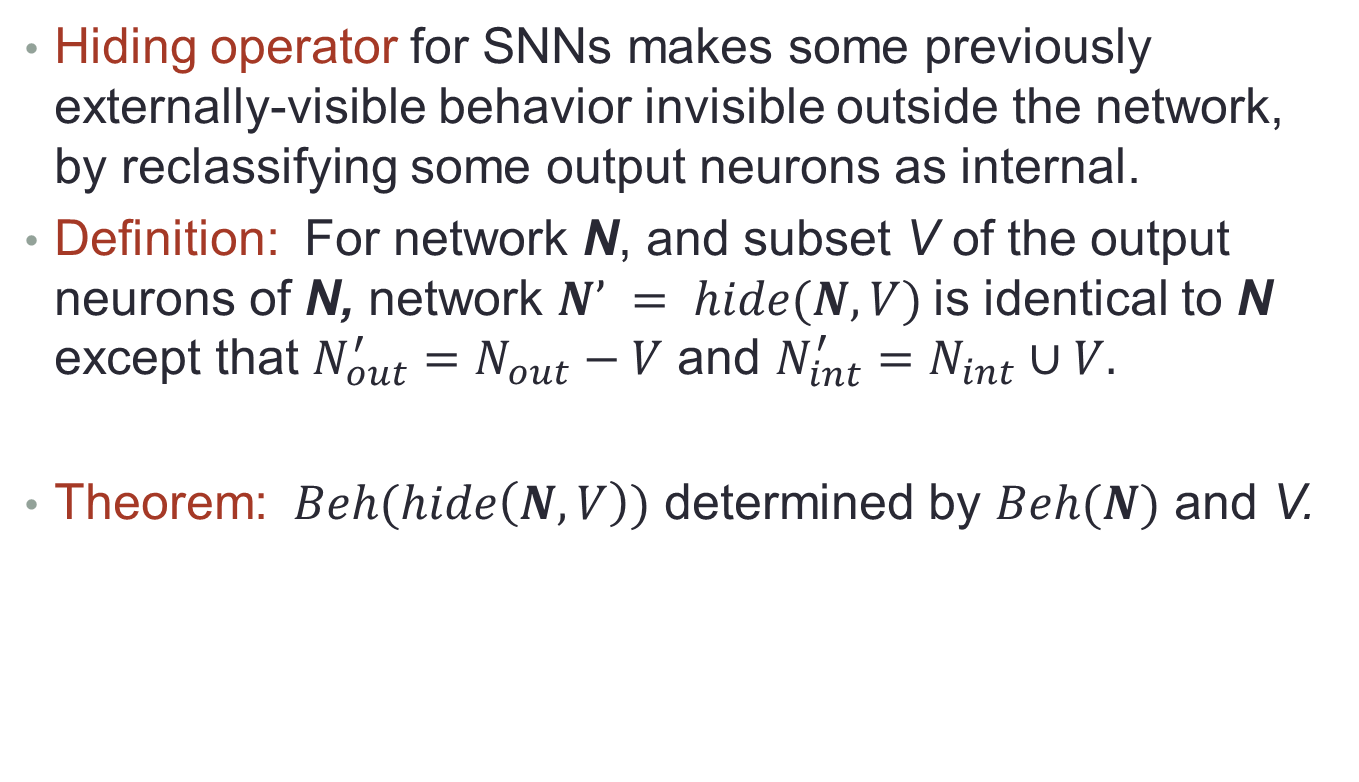 • Hiding operator for SNNs makes some previously
externally-visible behavior invisible outside the network,
by reclassifying some output neurons as internal.
• Definition: For network N, and subset V of the output
neurons of N, network N’ = hide(N, V) is identical to N
except that N′out = Nout − V and N′int = Nint ∪ V.
• Theorem: Beh(hide(N, V)) determined by Beh(N) and V.